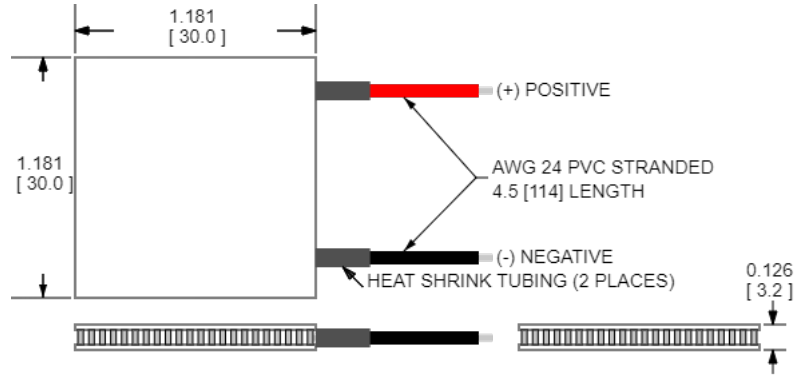 1.181
[ 30.0 ]
(+) POSITIVE
1.181
[ 30.0 ]
AWG 24 PVC STRANDED
4.5 [114] LENGTH
(-) NEGATIVE
HEAT SHRINK TUBING (2 PLACES)
0.126
[ 3.2 ]